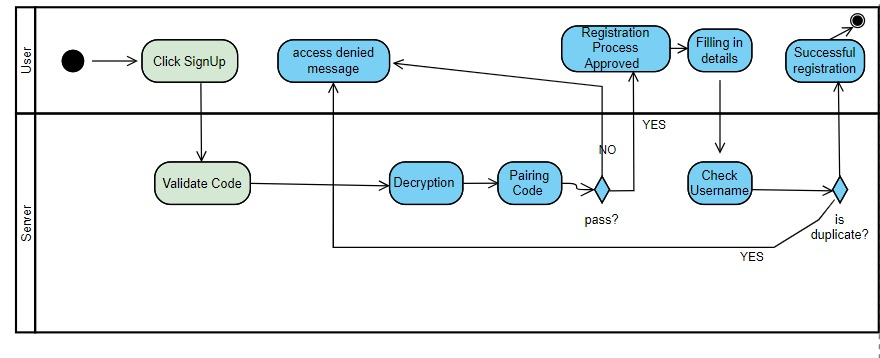 User
Click SignUp
access denied
message
Registration
Process
Approved
Filling in
details
Successful
registration
YES
NO
Server
Validate Code
Decryption
Pairing
Code
pass?
Check
Username
is
duplicate?
YES